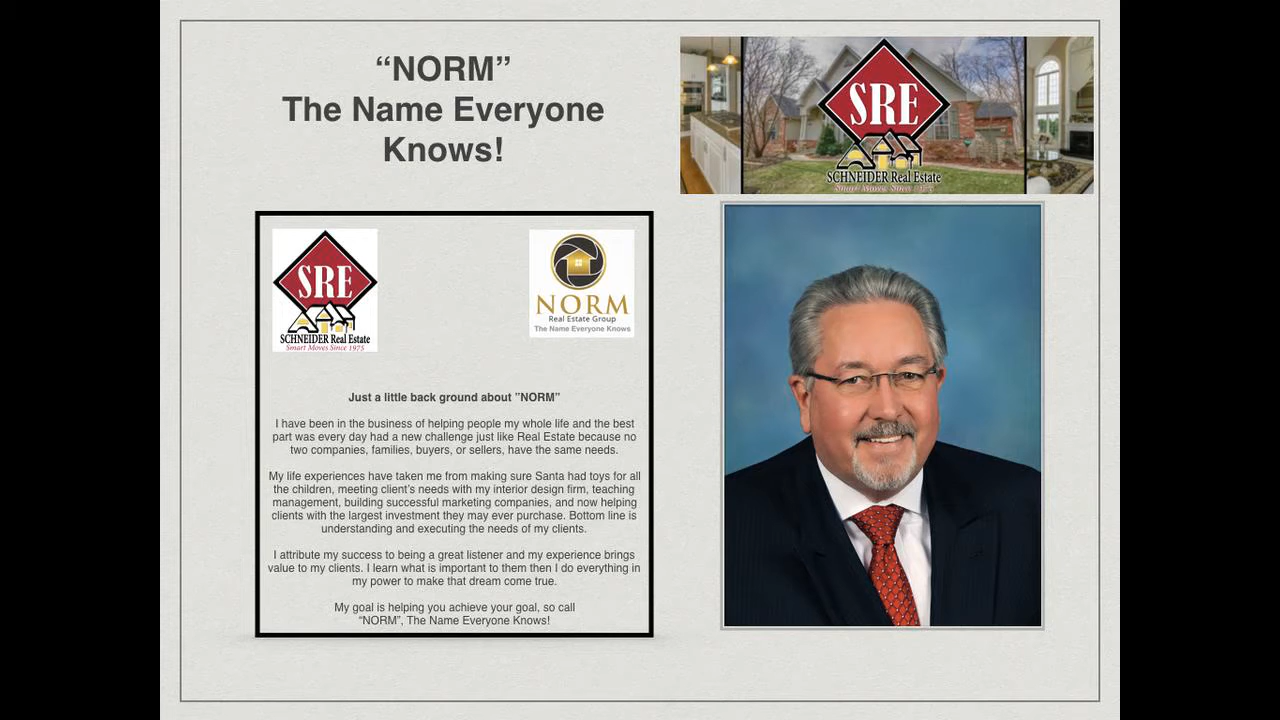 “NORM”
The Name Everyone
Knows!
SRE
SCHNEIDER Real Estate
Smart Moves Since 1975
SRE
SCHNEIDER Real Estate
Smart Moves Since 1975
NORM
Real Estate Group
The Name Everyone Knows
Just a little back ground about ”NORM”
I have been in the business of helping people my whole life and the best
part was every day had a new challenge just like Real Estate because no
two companies, families, buyers, or sellers, have the same needs.
My life experiences have taken me from making sure Santa had toys for all
the children, meeting client’s needs with my interior design firm, teaching
management, building successful marketing companies, and now helping
clients with the largest investment they may ever purchase. Bottom line is
understanding and executing the needs of my clients.
I attribute my success to being a great listener and my experience brings
value to my clients. I learn what is important to them then I do everything in
my power to make that dream come true.
My goal is helping you achieve your goal, so call
“NORM”, The Name Everyone Knows!